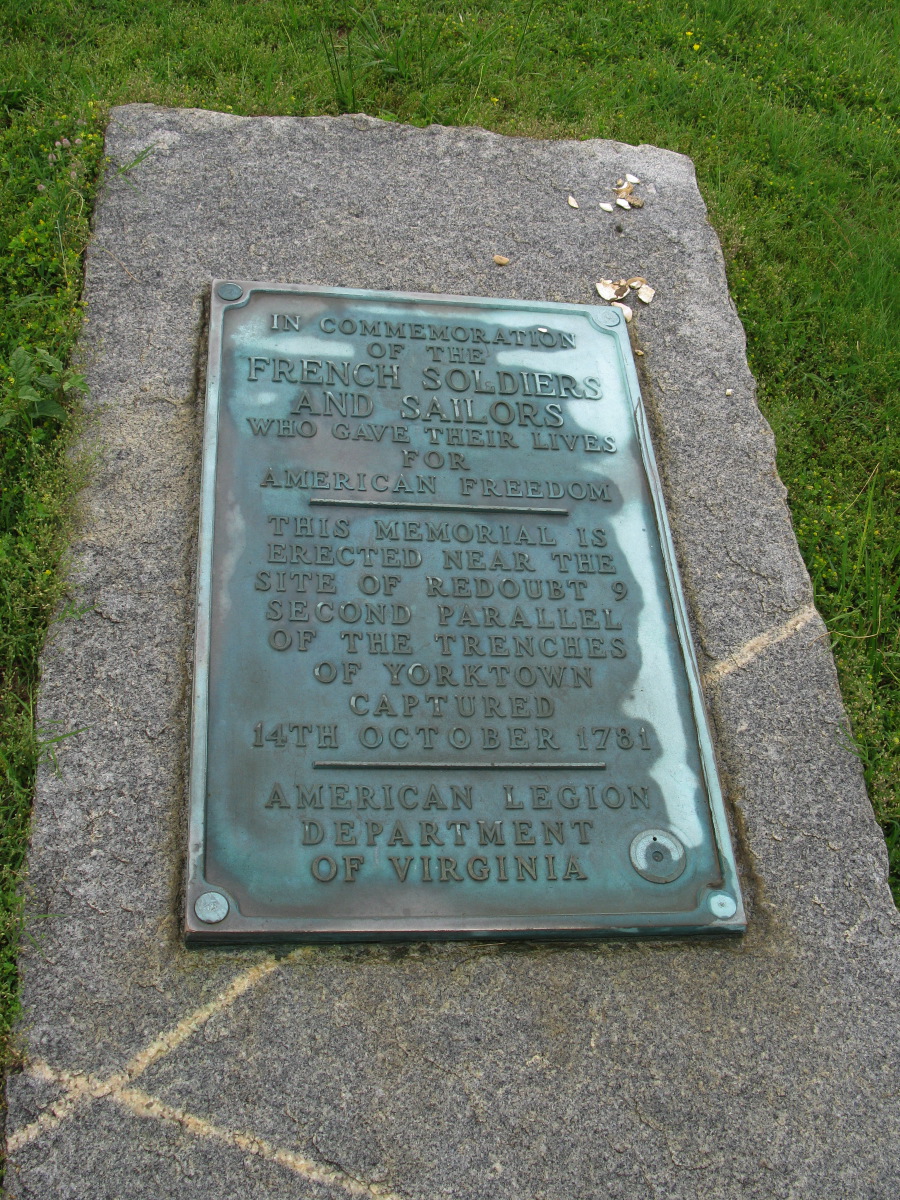 IN COMMEMORATION
OF THE
FRENCH SOLDIERS
AND SAILORS
WHO GAVE THEIR LIVES
FOR
AMERICAN FREEDOM
THIS MEMORIAL IS
ERECTED NEAR THE
SITE OF REDOUBT 9
SECOND PARALLEL
OF THE TRENCHES
OF YORKTOWN
CAPTURED
14TH OCTOBER 1781
AMERICAN LEGION
DEPARTMENT
OF VIRGINIA